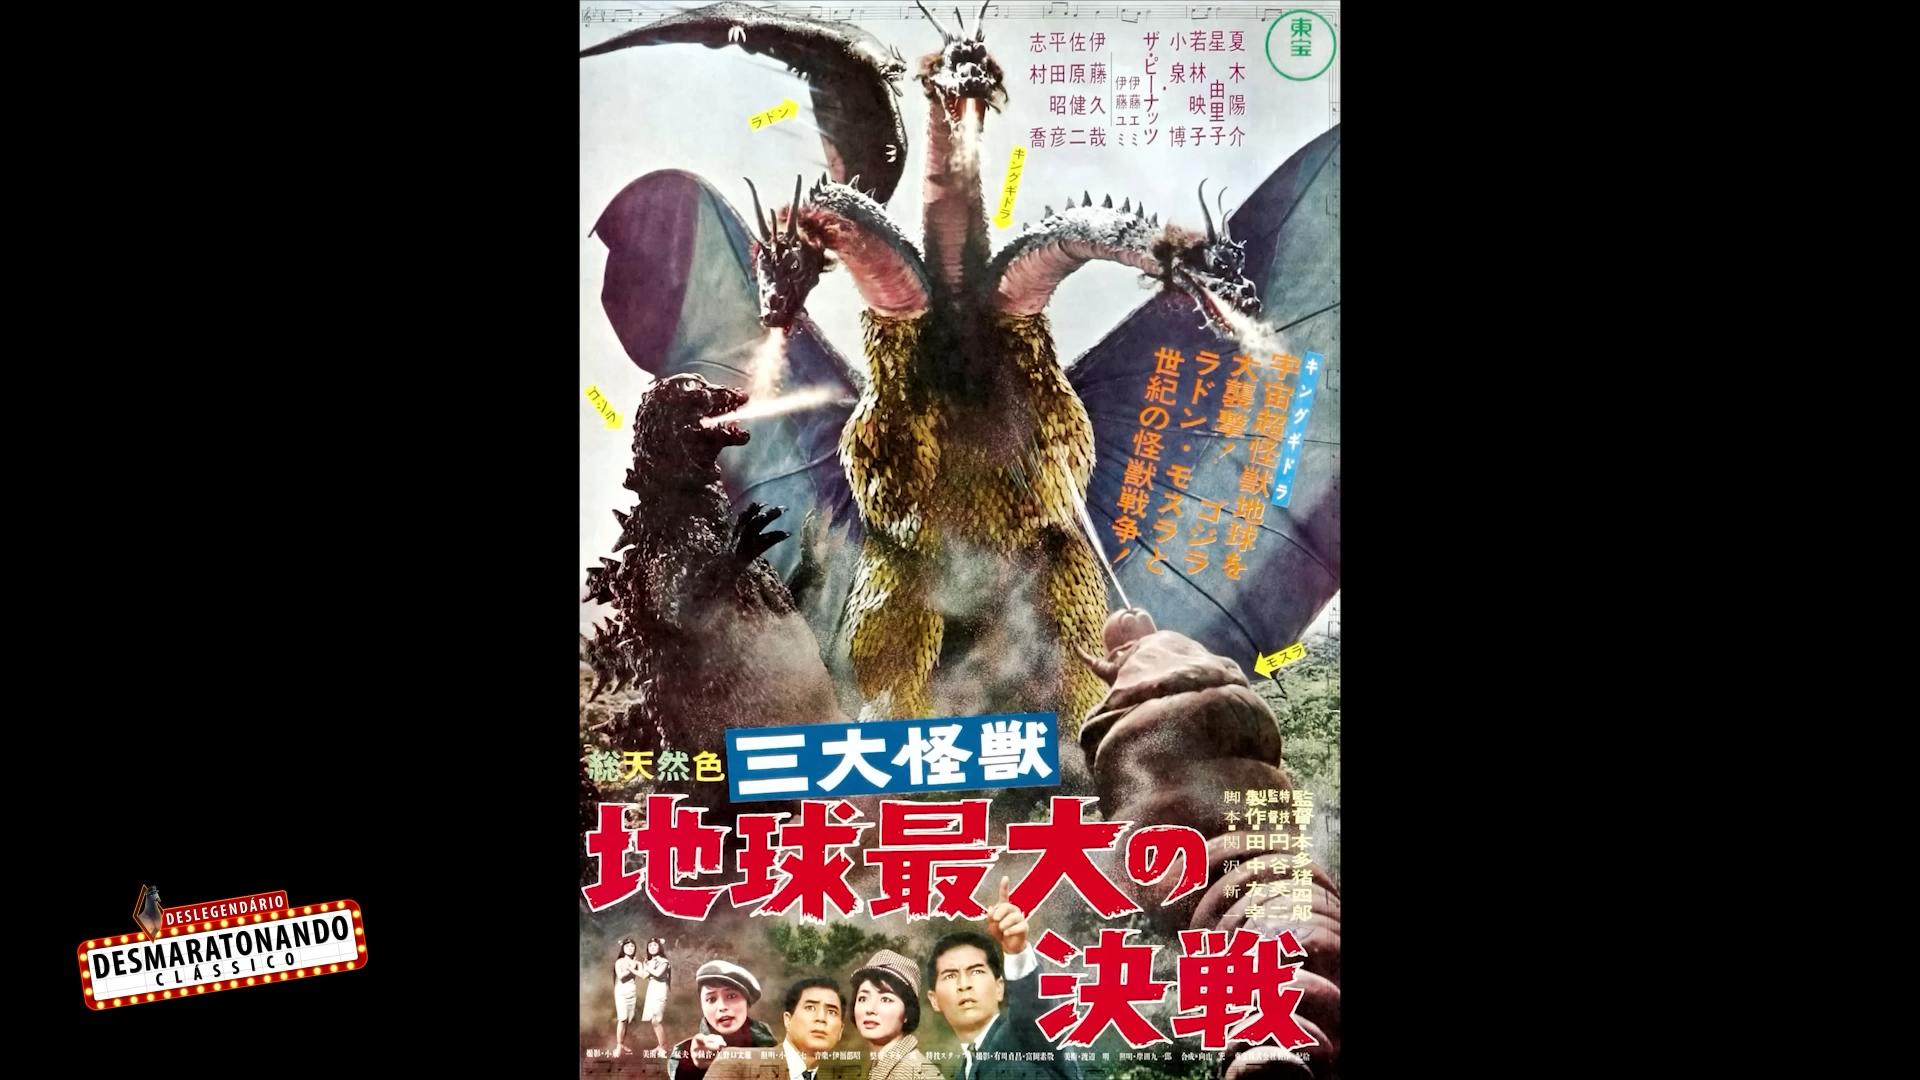 東宝
夏木陽介
星由里子
若林映子
小泉博
ザ・ピーナッツ
伊藤エミ
伊藤ユミ
伊藤久哉
佐原健二
平田昭彦
志村喬
ラドン
キングギドラ
ゴジラ
キングギドラ
宇宙超怪獣地球を
大襲撃!ゴジラ
ラドン・モスラと
世紀の怪獣戦争!
モスラ
総天然色
三大怪獣
地球最大の
決戦
監督・本多猪四郎
特技監督・円谷英二
製作・田中友幸
脚本・関沢新一
DESLEGENDÁRIO
DESMARATONANDO
CLÁSSICO